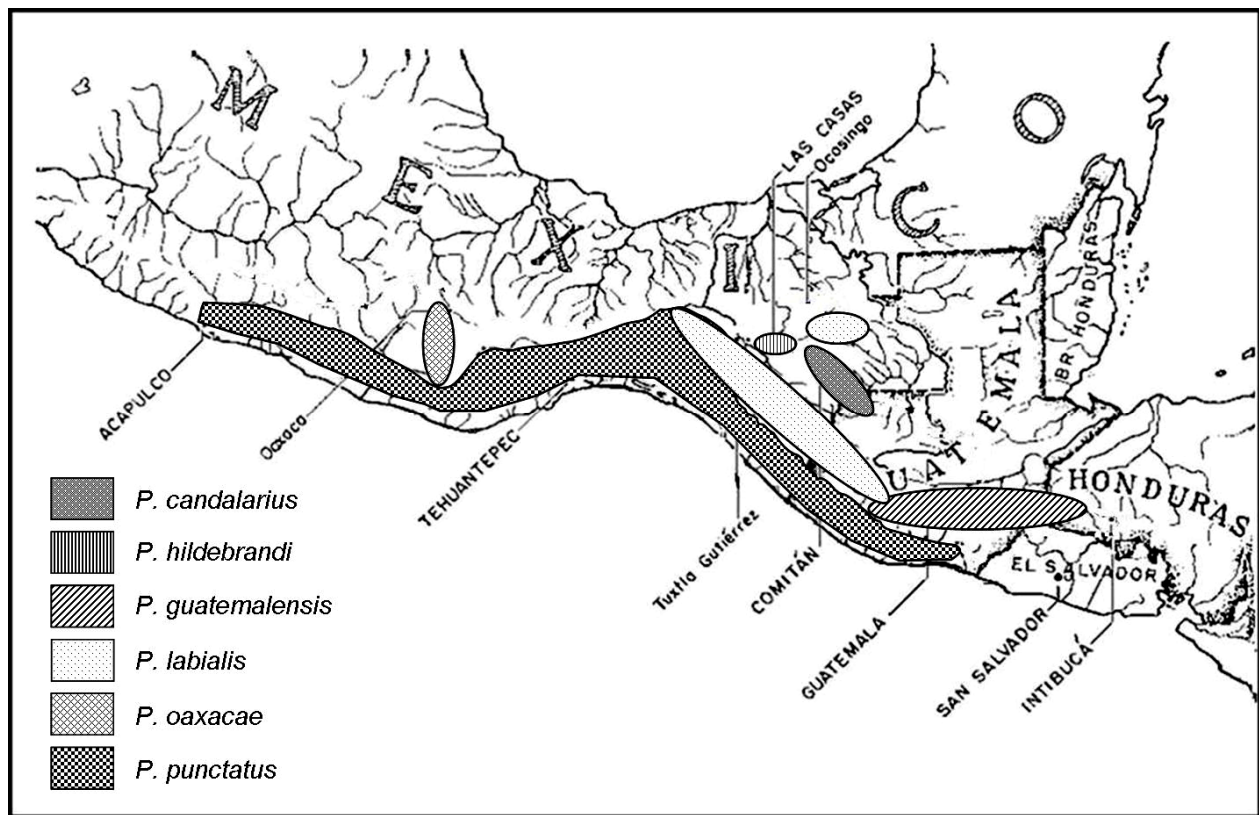 M E X I C O
LAS CASAS
Ocosingo
BR HONDURAS
GUATEMALA
HONDURAS
EL SALVADOR
ACAPULCO
Oaxaca
TEHUANTEPEC
Tuxtla Gutiérrez
COMITÁN
GUATEMALA
SAN SALVADOR
INTIBUCÁ
P. candalarius
P. hildebrandi
P. guatemalensis
P. labialis
P. oaxacae
P. punctatus